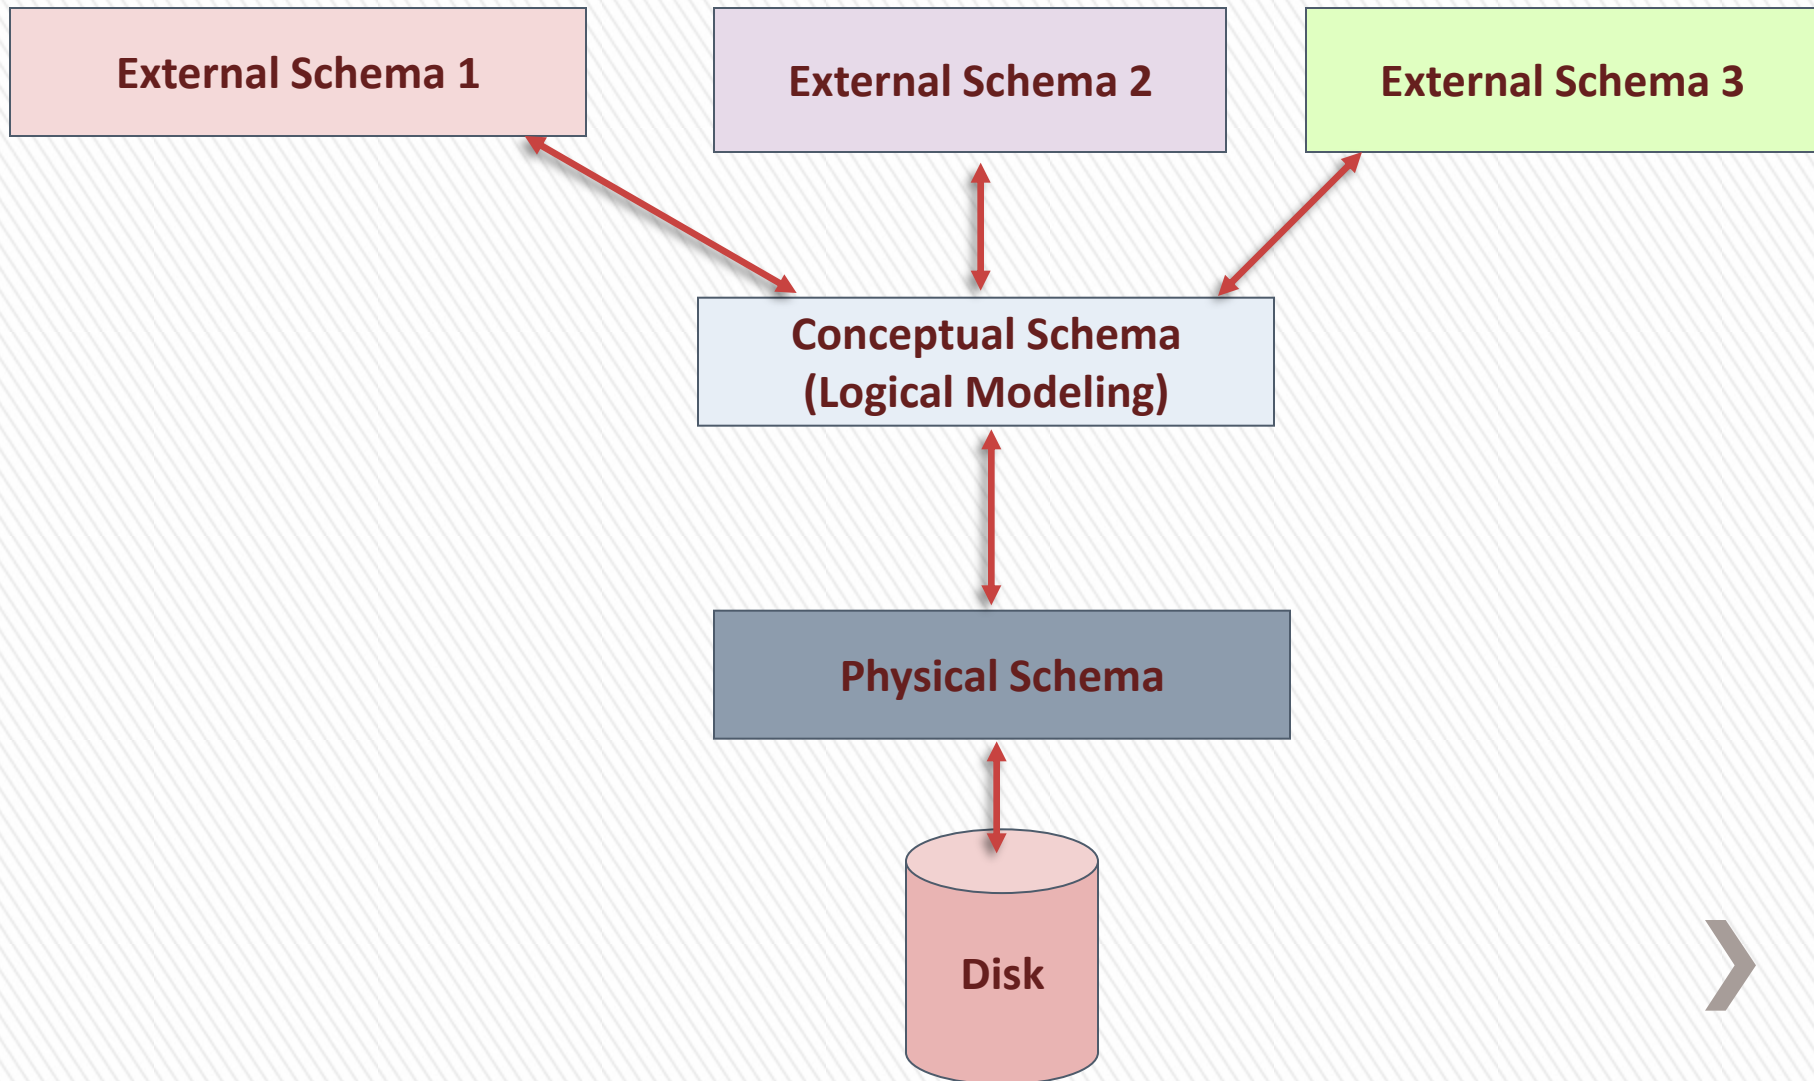 External Schema 1
External Schema 2
External Schema 3
Conceptual Schema
(Logical Modeling)
Physical Schema
Disk